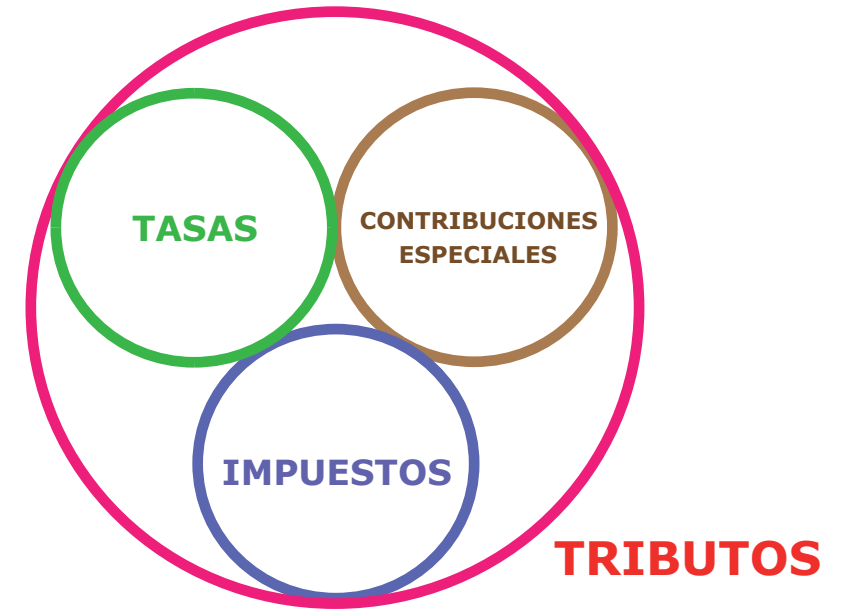 TASAS
CONTRIBUCIONES
ESPECIALES
IMPUESTOS
TRIBUTOS